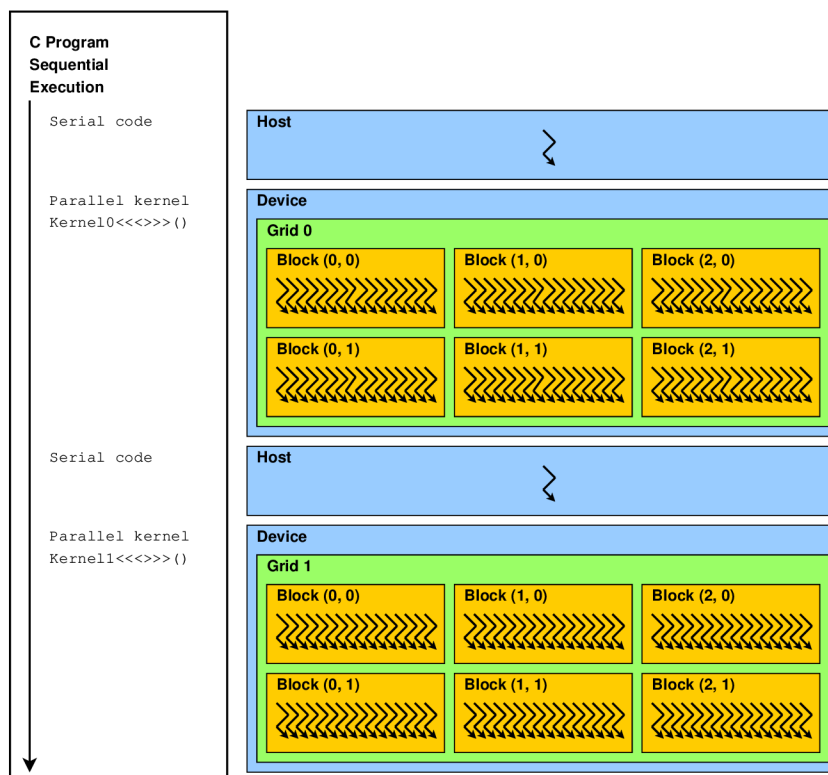 C Program
Sequential
Execution
Serial code
Host
Parallel kernel
Kernel0<<<>>>()
Device
Grid 0
Block (0, 0)
Block (1, 0)
Block (2, 0)
Block (0, 1)
Block (1, 1)
Block (2, 1)
Serial code
Host
Parallel kernel
Kernel1<<<>>>()
Device
Grid 1
Block (0, 0)
Block (1, 0)
Block (2, 0)
Block (0, 1)
Block (1, 1)
Block (2, 1)